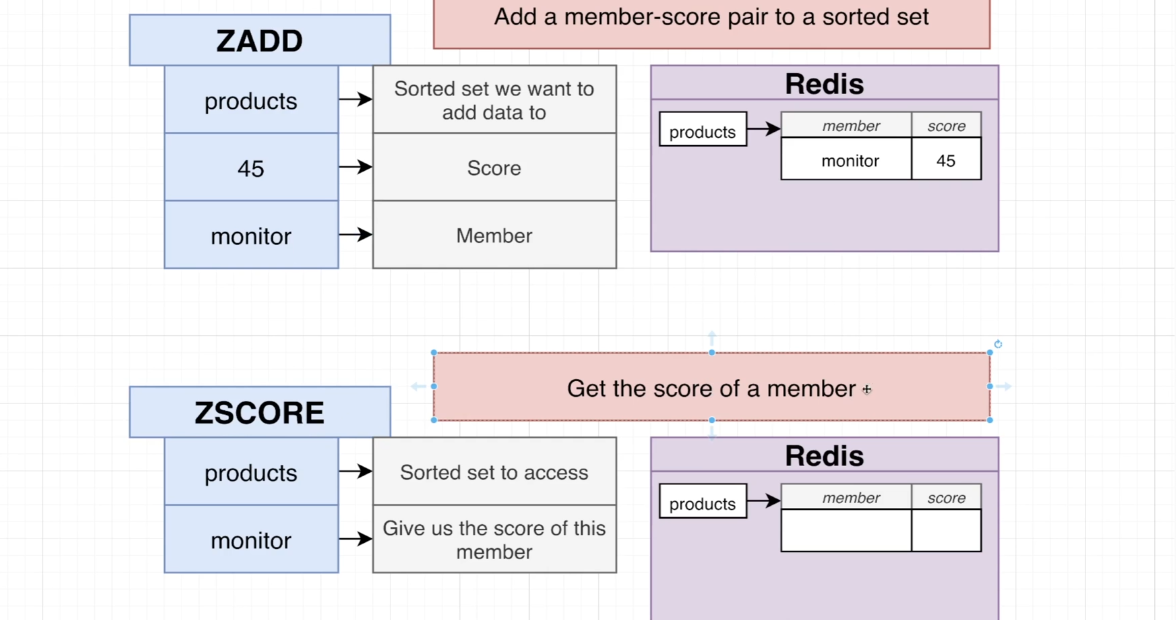 Add a member-score pair to a sorted set
ZADD
products
Sorted set we want to
add data to
45
Score
monitor
Member
Redis
products
member
score
monitor
45
Get the score of a member
ZSCORE
products
Sorted set to access
monitor
Give us the score of this
member
Redis
products
member
score